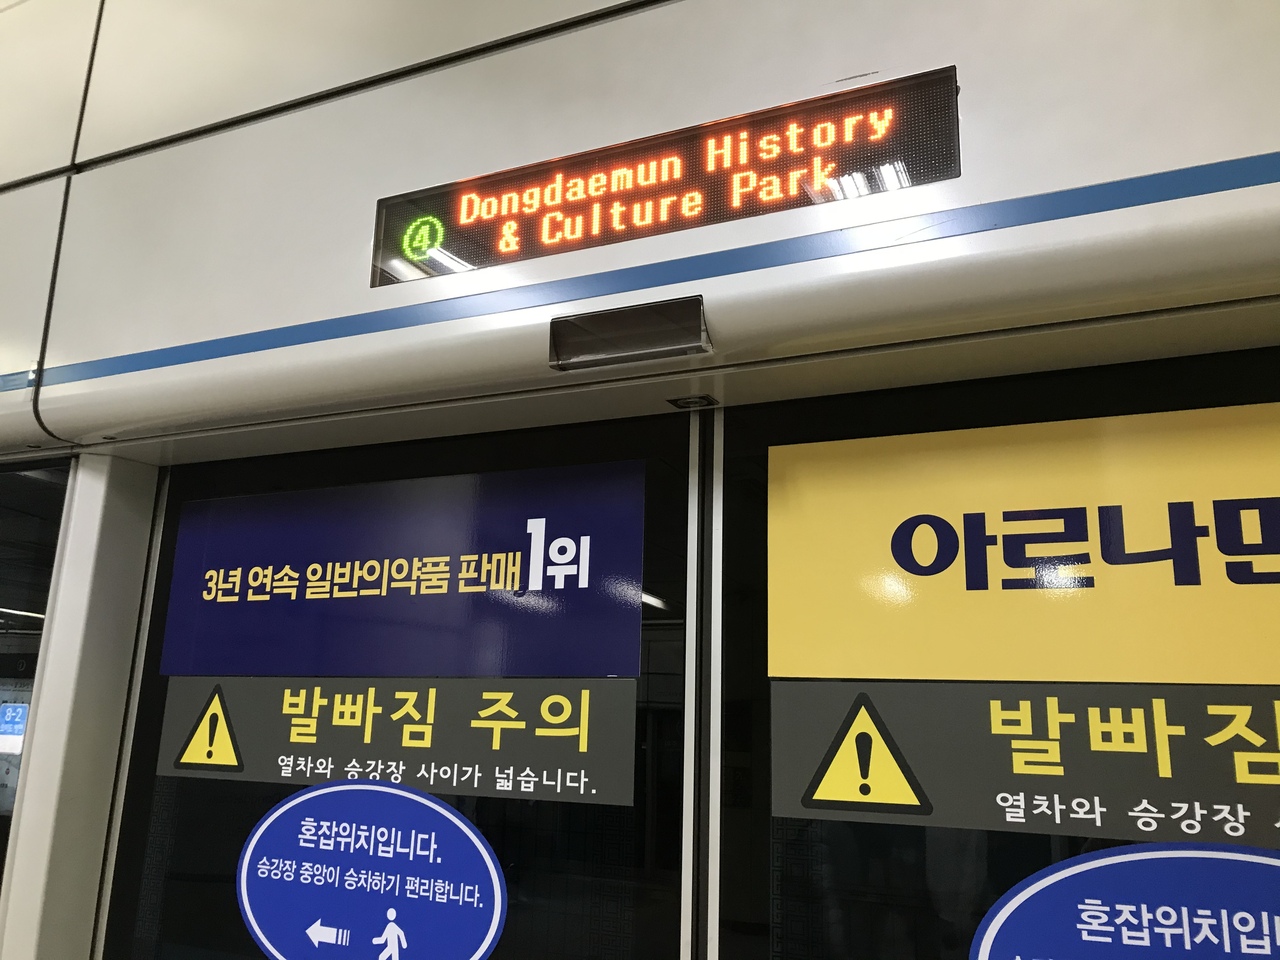 ④ Dongdaemun History
& Culture Park
3년 연속 일반의약품 판매 1위
아로나민
발빠짐 주의
열차와 승강장 사이가 넓습니다.
발빠짐
열차와 승강장
8-2
혼잡위치입니다.
승강장 중앙이 승차하기 편리합니다.
혼잡위치입니